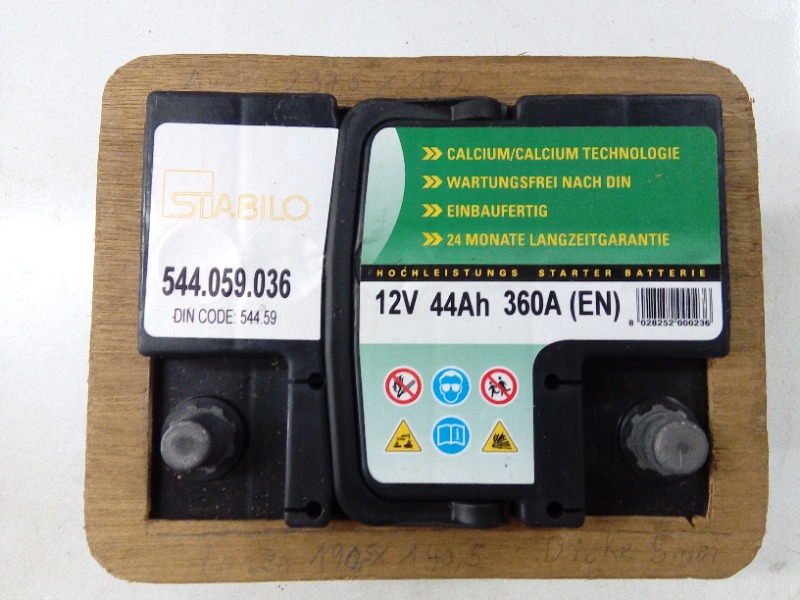 STABILO
544.059.036
DIN CODE: 544.59
CALCIUM/CALCIUM TECHNOLOGIE
WARTUNGSFREI NACH DIN
EINBAUFERTIG
24 MONATE LANGZEITGARANTIE
HOCHLEISTUNGS STARTER BATTERIE
12V 44Ah 360A (EN)
8 028252 000236
Dicke 5mm